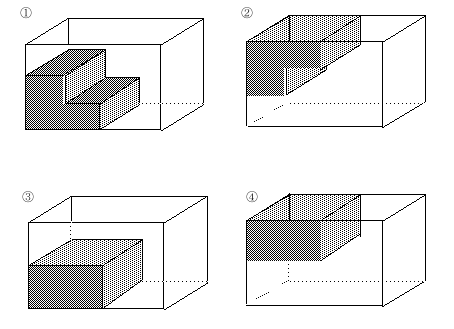 ①
②
③
④